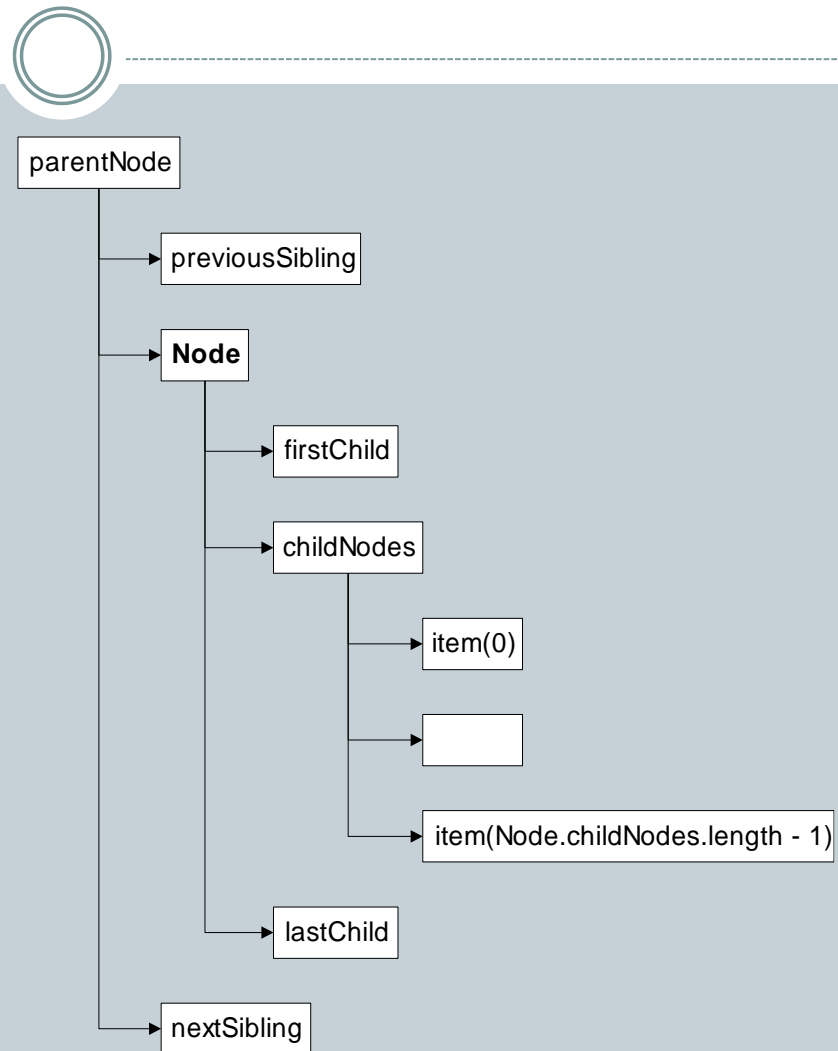 parentNode
previousSibling
Node
firstChild
childNodes
item(0)
item(Node.childNodes.length - 1)
lastChild
nextSibling